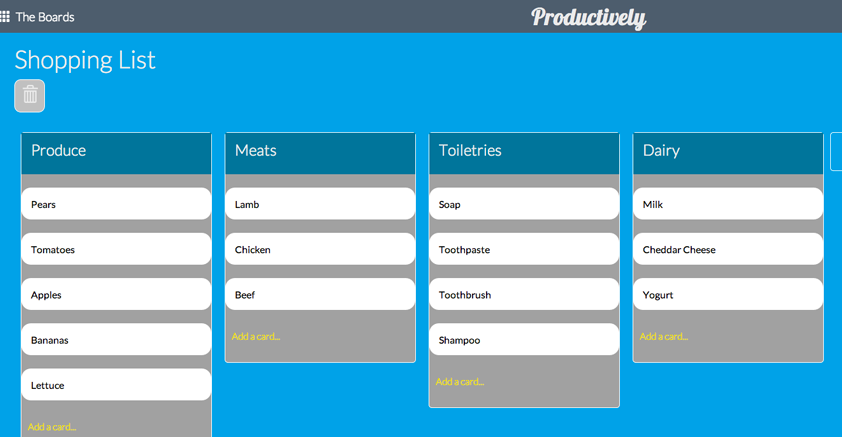 The Boards
Productively
Shopping List
Produce
Pears
Tomatoes
Apples
Bananas
Lettuce
Add a card...
Meats
Lamb
Chicken
Beef
Add a card...
Toiletries
Soap
Toothpaste
Toothbrush
Shampoo
Add a card...
Dairy
Milk
Cheddar Cheese
Yogurt
Add a card...